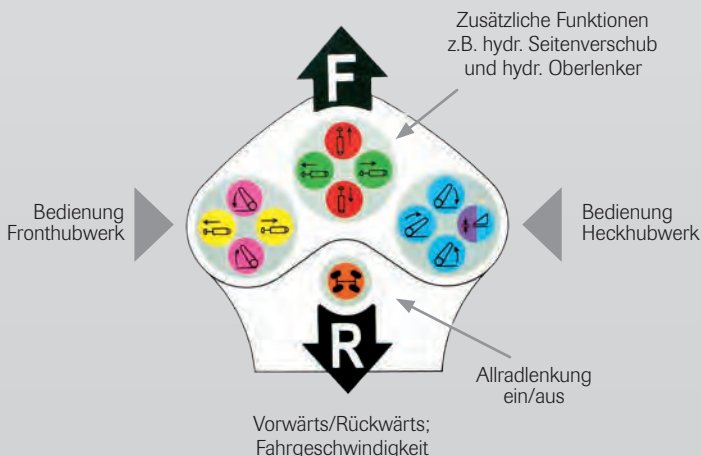 Zusätzliche Funktionen
z.B. hydr. Seitenverschub
und hydr. Oberlenker
F
Bedienung
Fronthubwerk
Bedienung
Heckhubwerk
R
Allradlenkung
ein/aus
Vorwärts/Rückwärts;
Fahrgeschwindigkeit